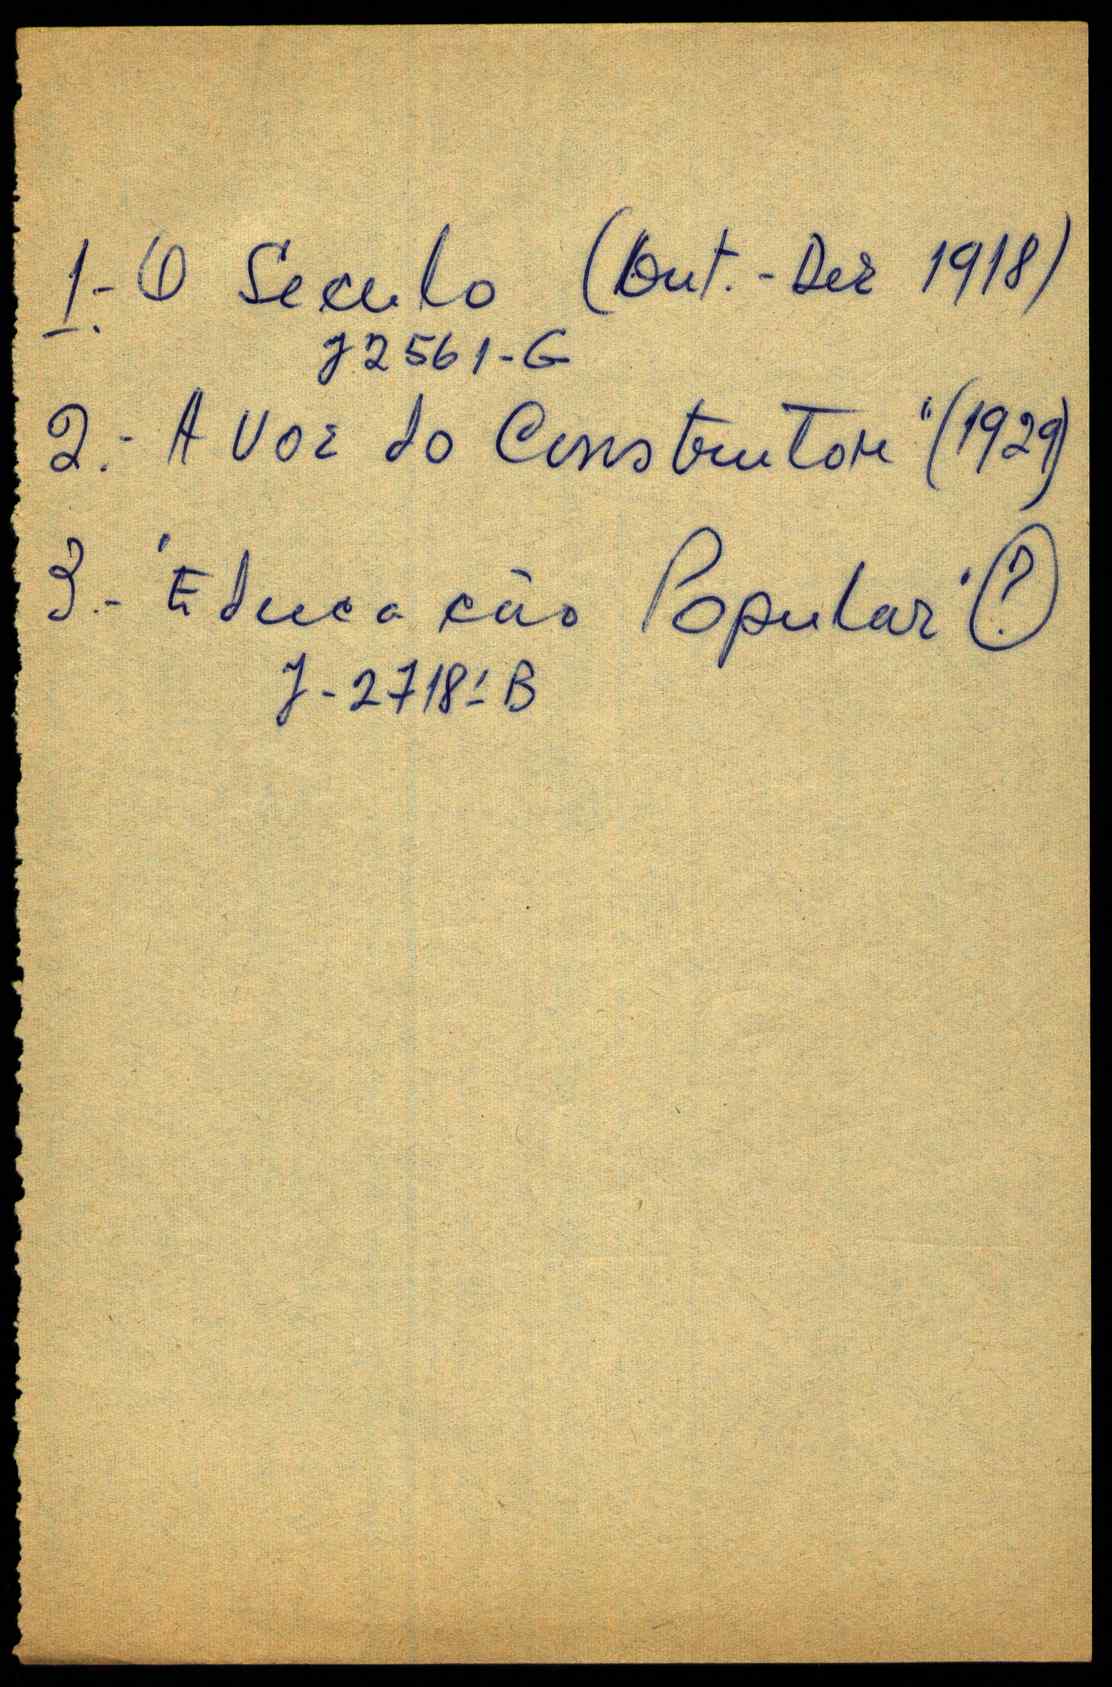 1.- O Seculo (Out. - Dez 1918)
J2561-G
2.- A Voz do Construtor" (1929)
3.- "Educação Popular" (?)
J-2718-B